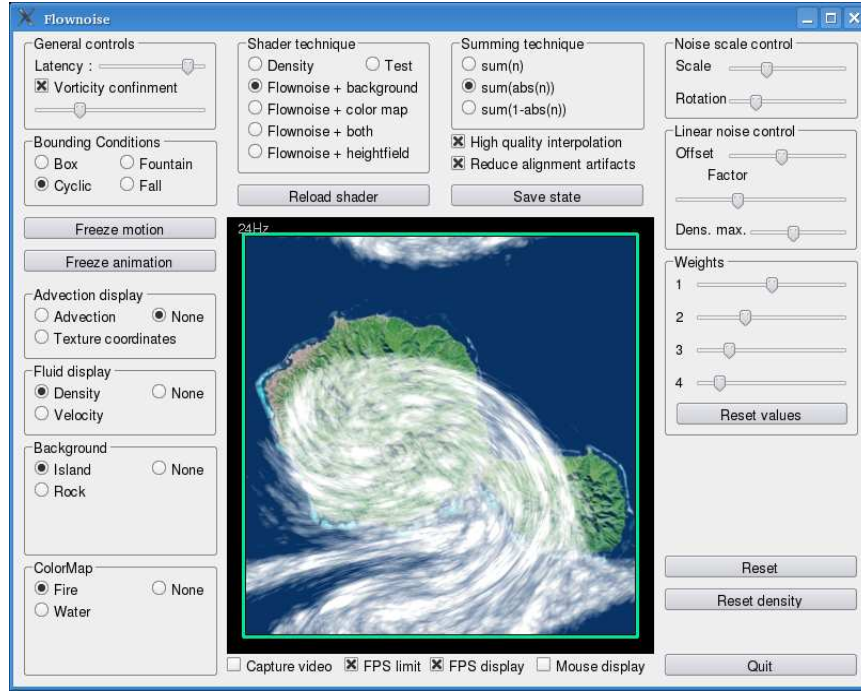 Flownoise
General controls
Latency :
Vorticity confinment
Bounding Conditions
Box
Fountain
Cyclic
Fall
Freeze motion
Freeze animation
Advection display
Advection
None
Texture coordinates
Fluid display
Density
None
Velocity
Background
Island
None
Rock
ColorMap
Fire
None
Water
Shader technique
Density
Test
Flownoise + background
Flownoise + color map
Flownoise + both
Flownoise + heightfield
Reload shader
Summing technique
sum(n)
sum(abs(n))
sum(1-abs(n))
High quality interpolation
Reduce alignment artifacts
Save state
24Hz
Capture video
FPS limit
FPS display
Mouse display
Noise scale control
Scale
Rotation
Linear noise control
Offset
Factor
Dens. max.
Weights
1
2
3
4
Reset values
Reset
Reset density
Quit